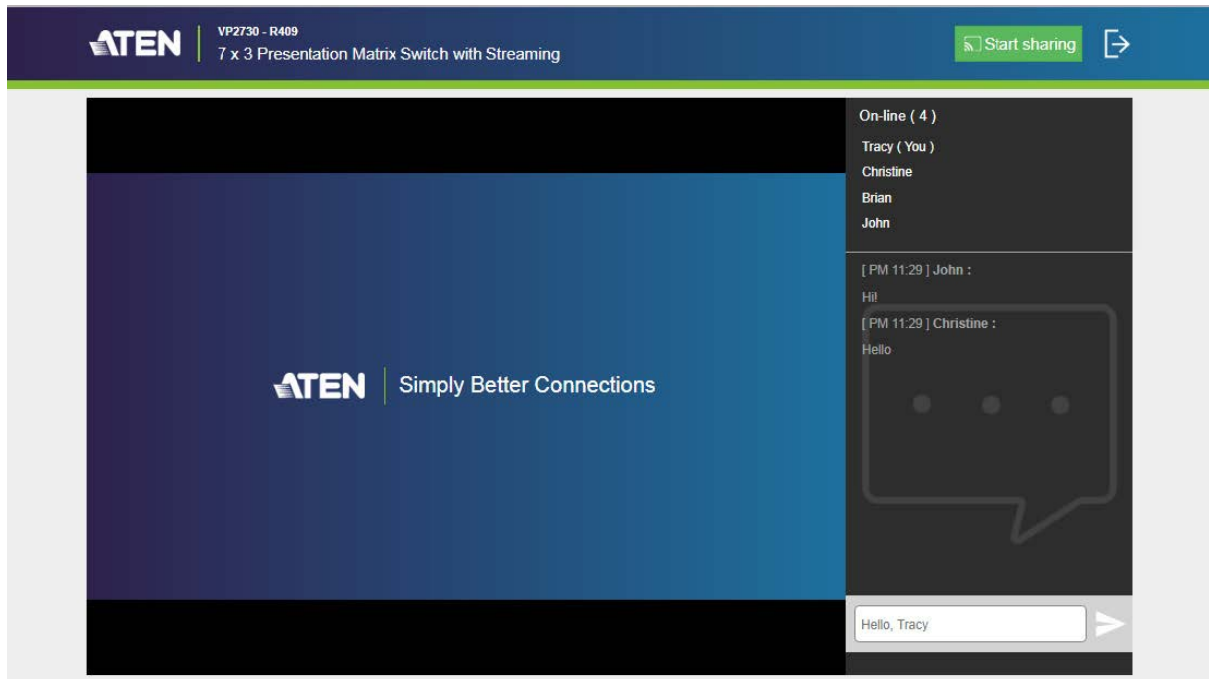 ATEN
VP2730 - R409
7 x 3 Presentation Matrix Switch with Streaming
Start sharing
On-line ( 4 )
Tracy ( You )
Christine
Brian
John
[ PM 11:29 ] John :
Hi!
[ PM 11:29 ] Christine :
Hello
ATEN
Simply Better Connections
Hello, Tracy